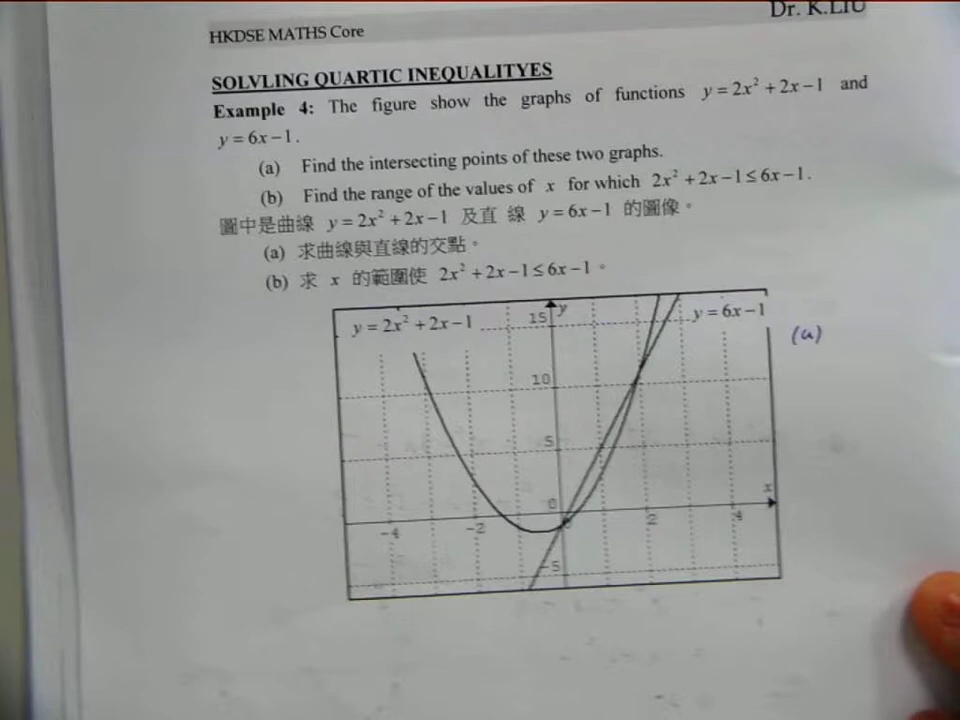 Dr. K.LIU
HKDSE MATHS Core
SOLVLING QUARTIC INEQUALITYES
Example 4: The figure show the graphs of functions y = 2x² + 2x − 1 and
y = 6x − 1.
(a) Find the intersecting points of these two graphs.
(b) Find the range of the values of x for which 2x² + 2x − 1 ≤ 6x − 1.
圖中是曲線 y = 2x² + 2x − 1 及直 線 y = 6x − 1 的圖像。
(a) 求曲線與直線的交點。
(b) 求 x 的範圍使 2x² + 2x − 1 ≤ 6x − 1。
y = 2x² + 2x − 1
15
y
y = 6x − 1
(a)
10
5
0
x
-4
-2
2
4
-5